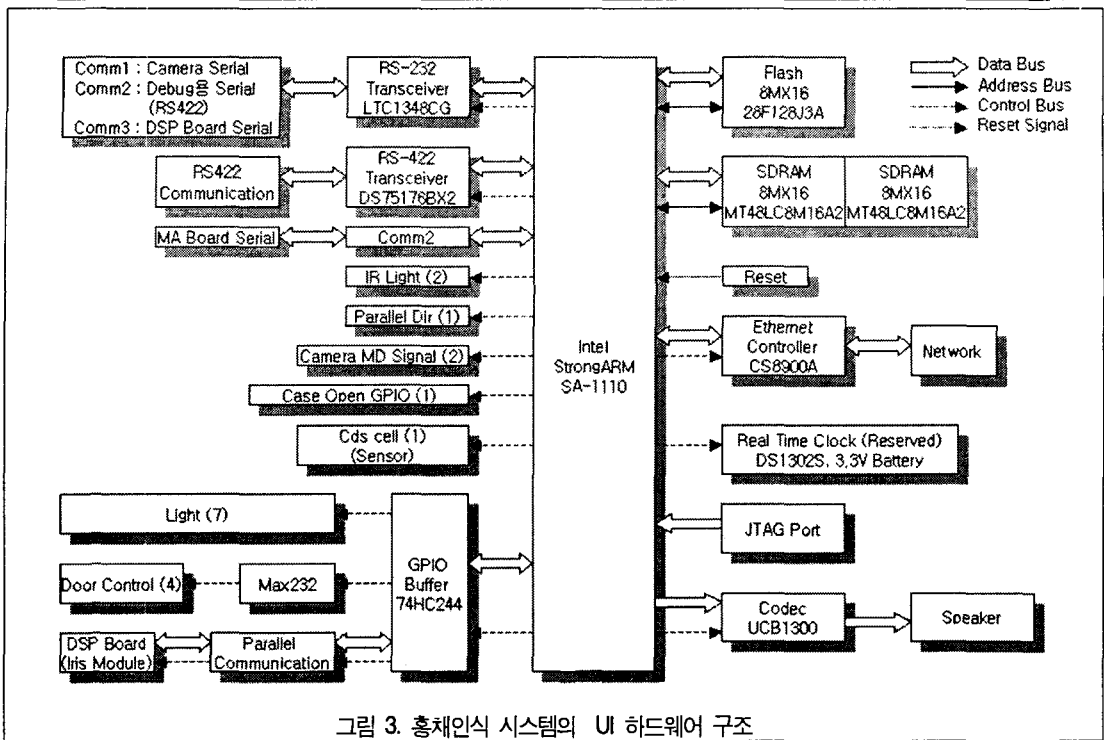 Comm1 : Camera Serial
Comm2 : Debug용 Serial
(RS422)
Comm3 : DSP Board Serial
RS-232
Transceiver
LTC1348CG
RS422
Communication
RS-422
Transceiver
DS75176BX2
MA Board Serial
Comm2
IR Light (2)
Parallel Dir (1)
Camera MD Signal (2)
Case Open GPIO (1)
Cds cell (1)
(Sensor)
Light (7)
Door Control (4)
Max232
DSP Board
(Iris Module)
Parallel
Communication
GPIO
Buffer
74HC244
Intel
StrongARM
SA-1110
Flash
8MX16
28F128J3A
SDRAM
8MX16
MT48LC8M16A2
SDRAM
8MX16
MT48LC8M16A2
Reset
Ethernet
Controller
CS8900A
Network
Real Time Clock (Reserved)
DS1302S, 3.3V Battery
JTAG Port
Codec
UCB1300
Speaker
Data Bus
Address Bus
Control Bus
Reset Signal
그림 3. 홍채인식 시스템의 UI 하드웨어 구조